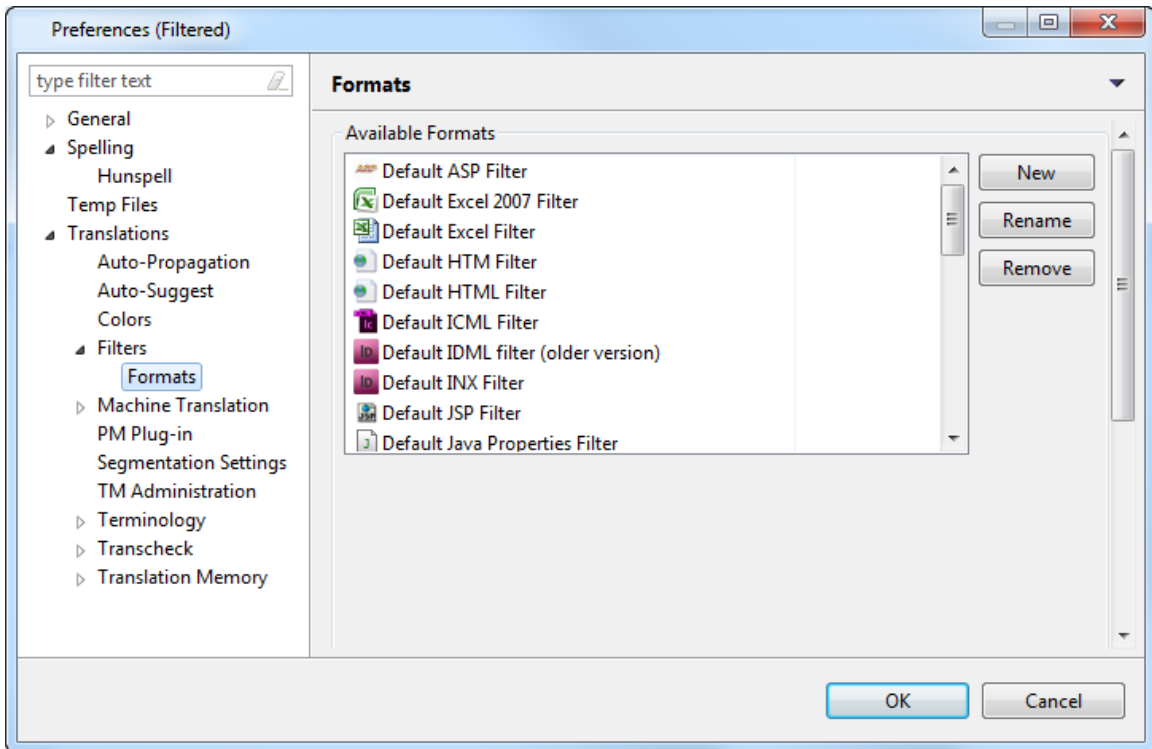 Preferences (Filtered)
type filter text
General
Spelling
Hunspell
Temp Files
Translations
Auto-Propagation
Auto-Suggest
Colors
Filters
Formats
Machine Translation
PM Plug-in
Segmentation Settings
TM Administration
Terminology
Transcheck
Translation Memory
Formats
Available Formats
Default ASP Filter
Default Excel 2007 Filter
Default Excel Filter
Default HTM Filter
Default HTML Filter
Default ICML Filter
Default IDML filter (older version)
Default INX Filter
Default JSP Filter
Default Java Properties Filter
New
Rename
Remove
OK
Cancel